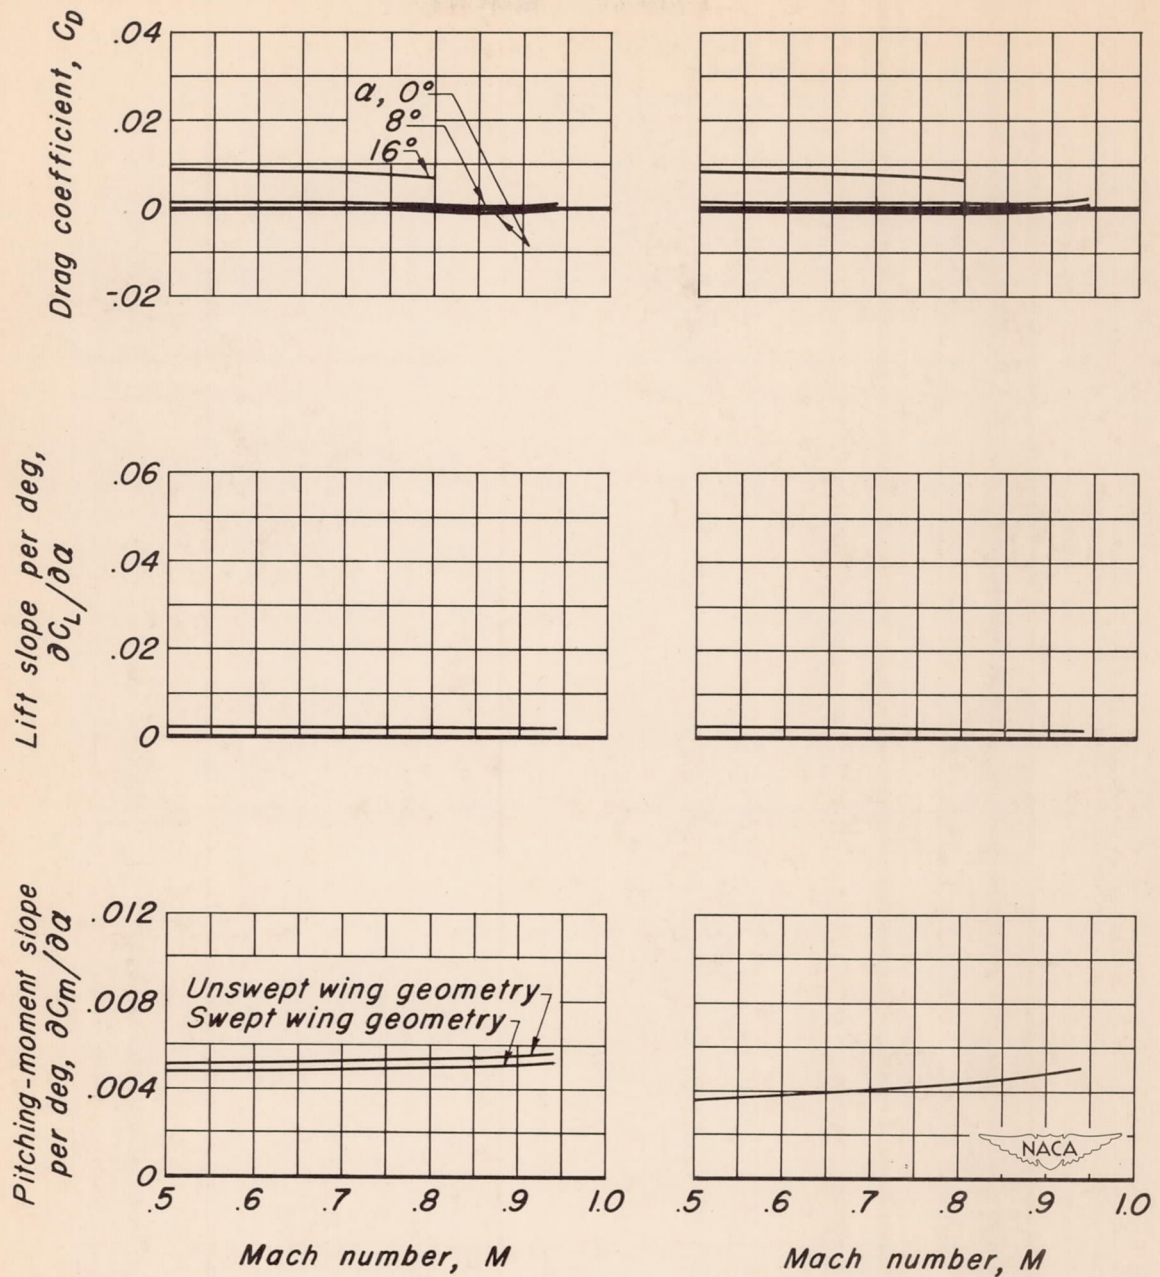 Drag coefficient, C_D
.04
.02
0
-.02
α, 0°
8°
16°
Lift slope per deg,
∂C_L/∂α
.06
.04
.02
0
Pitching-moment slope
per deg, ∂C_m/∂α
.012
.008
.004
0
Unswept wing geometry
Swept wing geometry
NACA
.5 .6 .7 .8 .9 1.0
.5 .6 .7 .8 .9 1.0
Mach number, M
Mach number, M